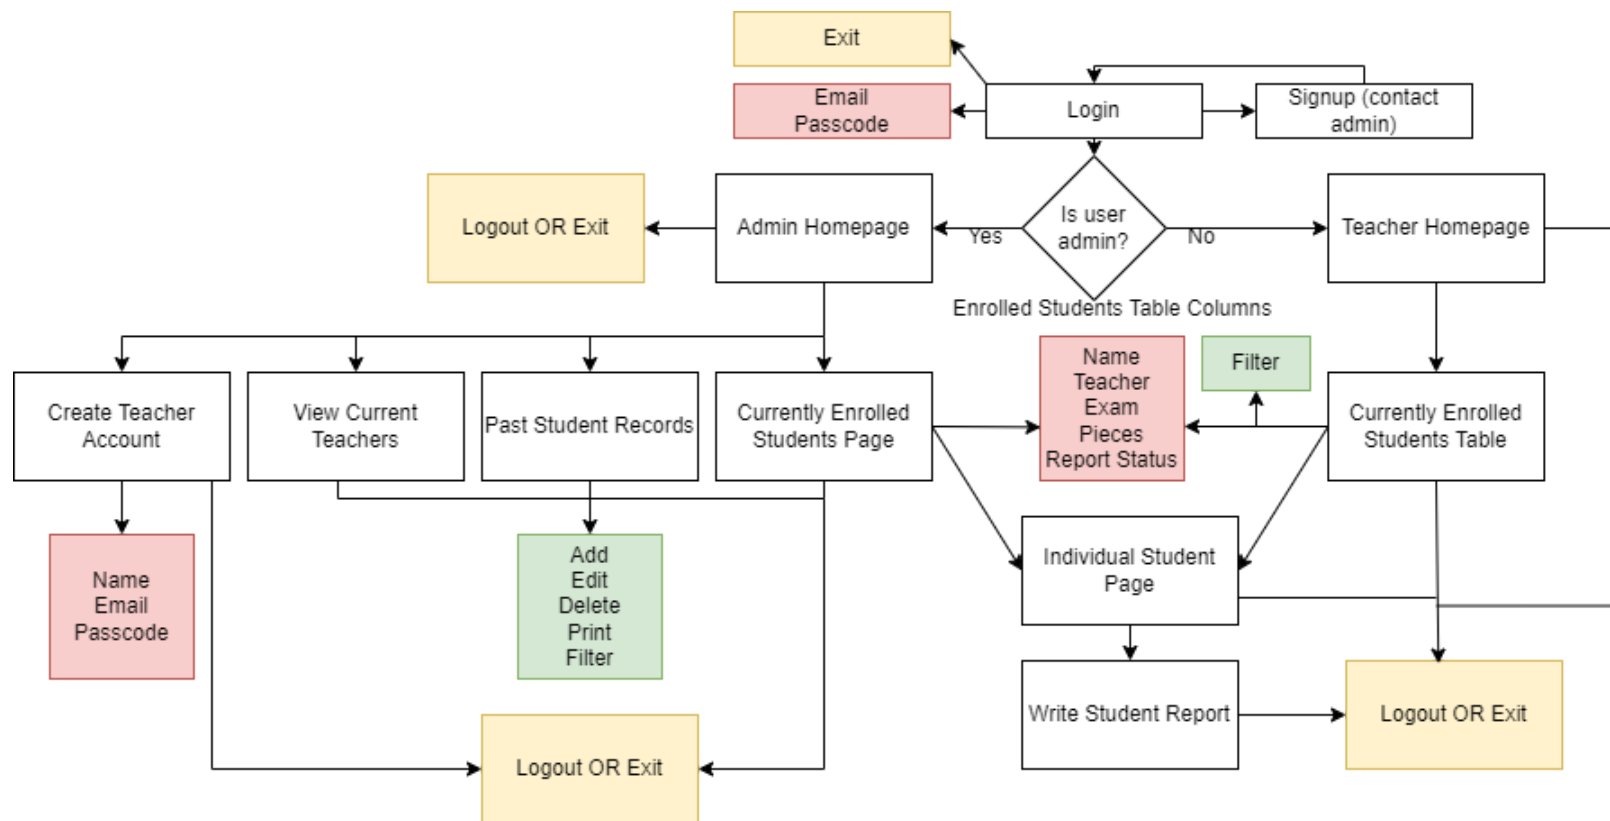 Exit
Email
Passcode
Login
Signup (contact
admin)
Logout OR Exit
Admin Homepage
Yes
Is user
admin?
No
Teacher Homepage
Enrolled Students Table Columns
Create Teacher
Account
View Current
Teachers
Past Student Records
Currently Enrolled
Students Page
Name
Teacher
Exam
Pieces
Report Status
Filter
Currently Enrolled
Students Table
Name
Email
Passcode
Add
Edit
Delete
Print
Filter
Individual Student
Page
Write Student Report
Logout OR Exit
Logout OR Exit